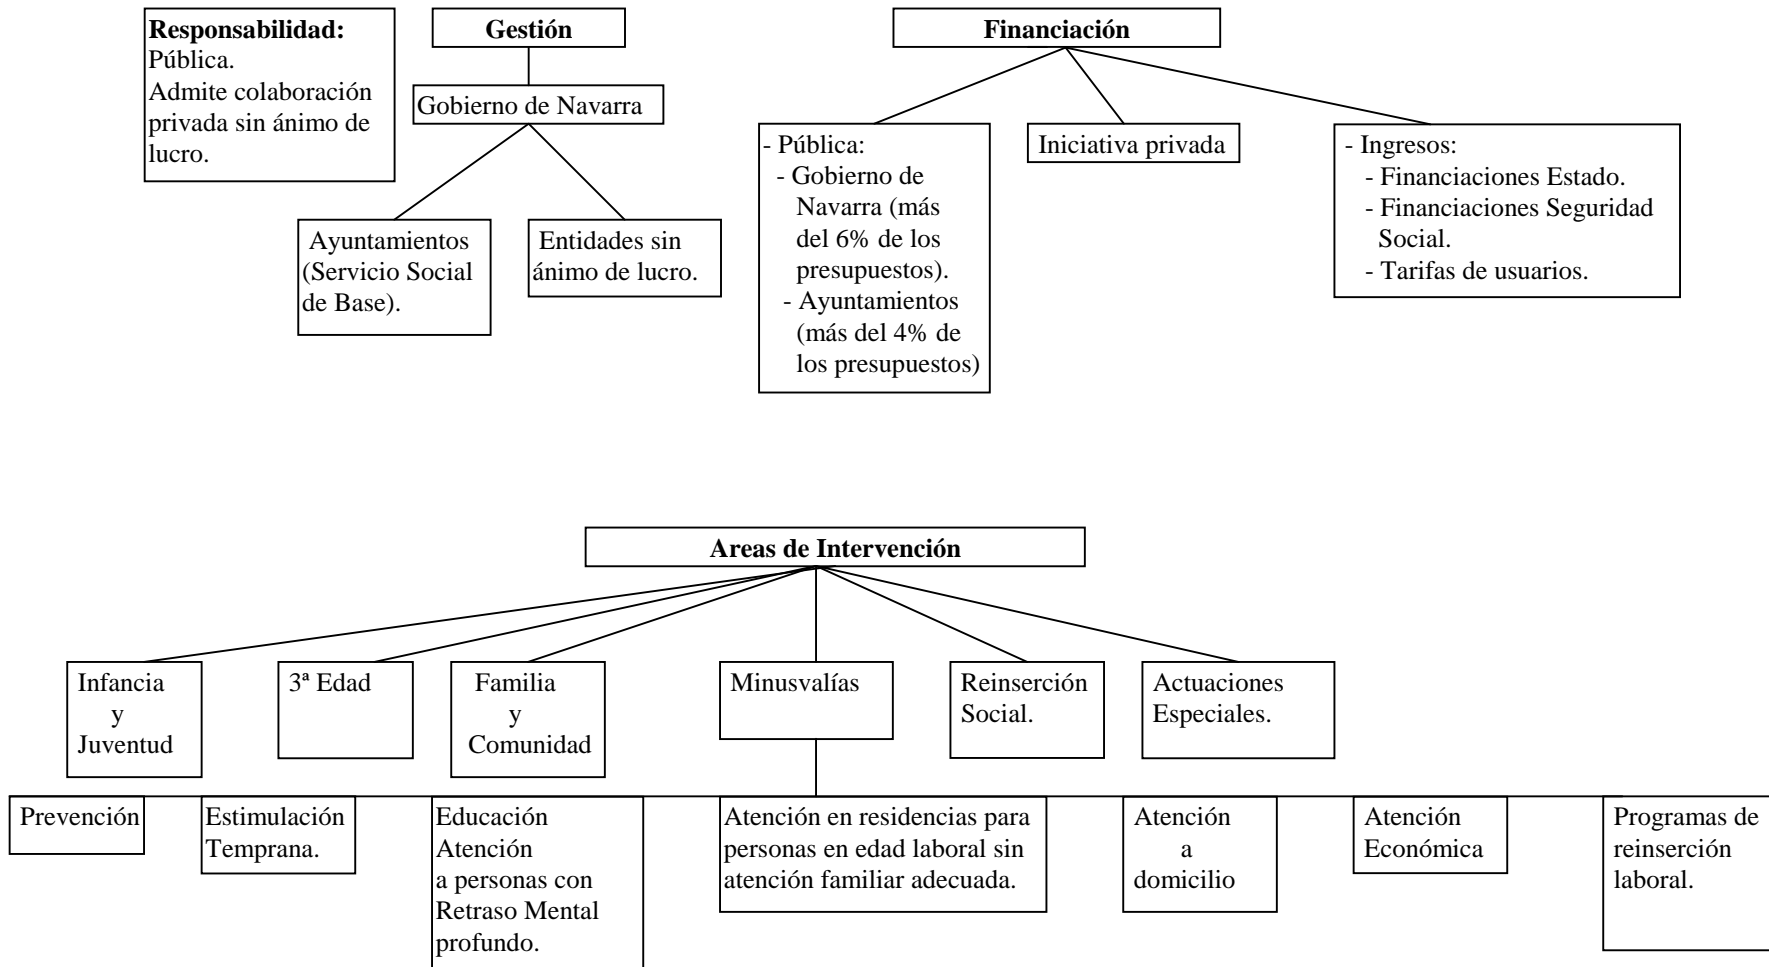 Responsabilidad:
Pública.
Admite colaboración
privada sin ánimo de
lucro.
Gestión
Gobierno de Navarra
Ayuntamientos
(Servicio Social
de Base).
Entidades sin
ánimo de lucro.
Financiación
- Pública:
- Gobierno de
Navarra (más
del 6% de los
presupuestos).
- Ayuntamientos
(más del 4% de
los presupuestos)
Iniciativa privada
- Ingresos:
- Financiaciones Estado.
- Financiaciones Seguridad
Social.
- Tarifas de usuarios.
Areas de Intervención
Infancia
y
Juventud
3ª Edad
Familia
y
Comunidad
Minusvalías
Reinserción
Social.
Actuaciones
Especiales.
Prevención
Estimulación
Temprana.
Educación
Atención
a personas con
Retraso Mental
profundo.
Atención en residencias para
personas en edad laboral sin
atención familiar adecuada.
Atención
a
domicilio
Atención
Económica
Programas de
reinserción
laboral.